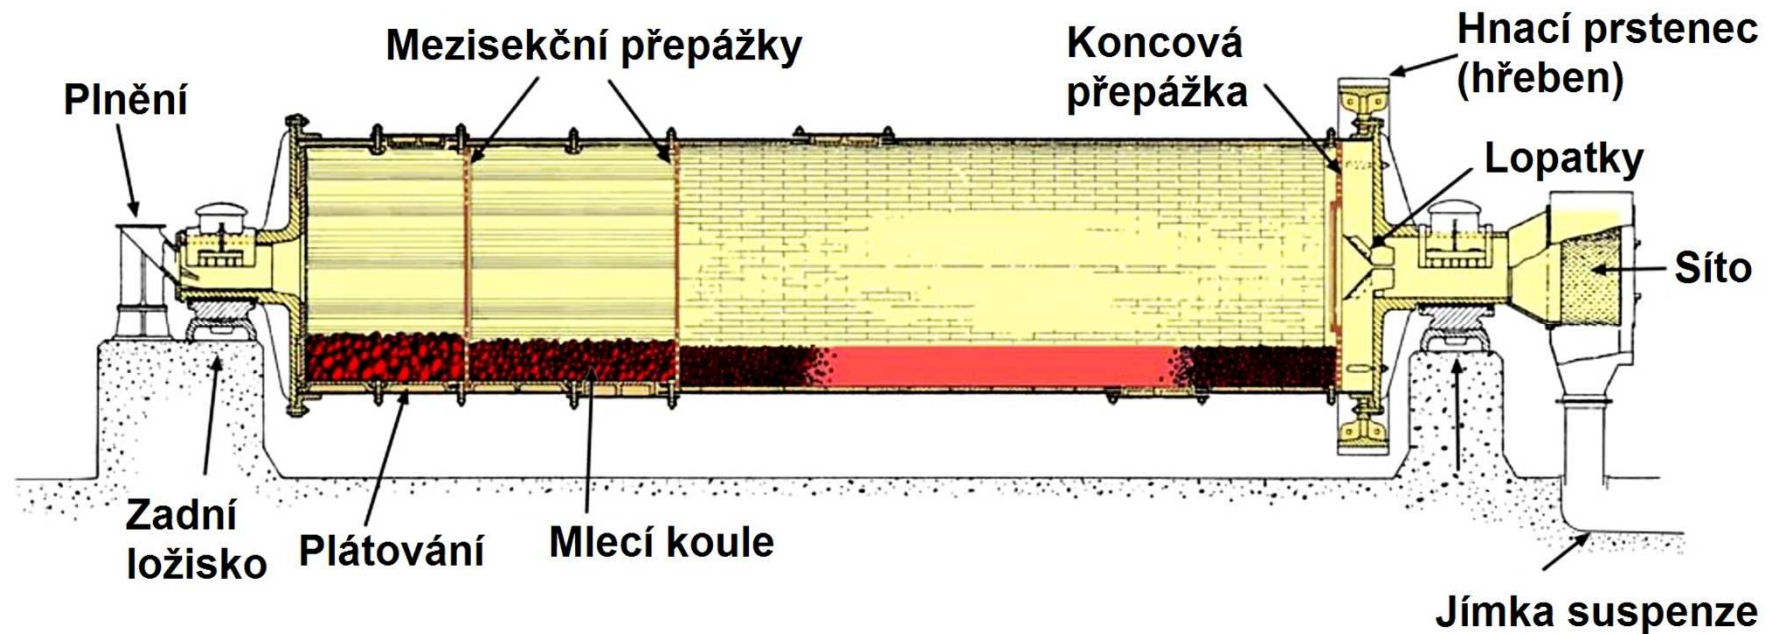 Mezisekční přepážky
Koncová
přepážka
Hnací prstenec
(hřeben)
Plnění
Lopatky
Síto
Zadní
ložisko
Plátování
Mlecí koule
Jímka suspenze